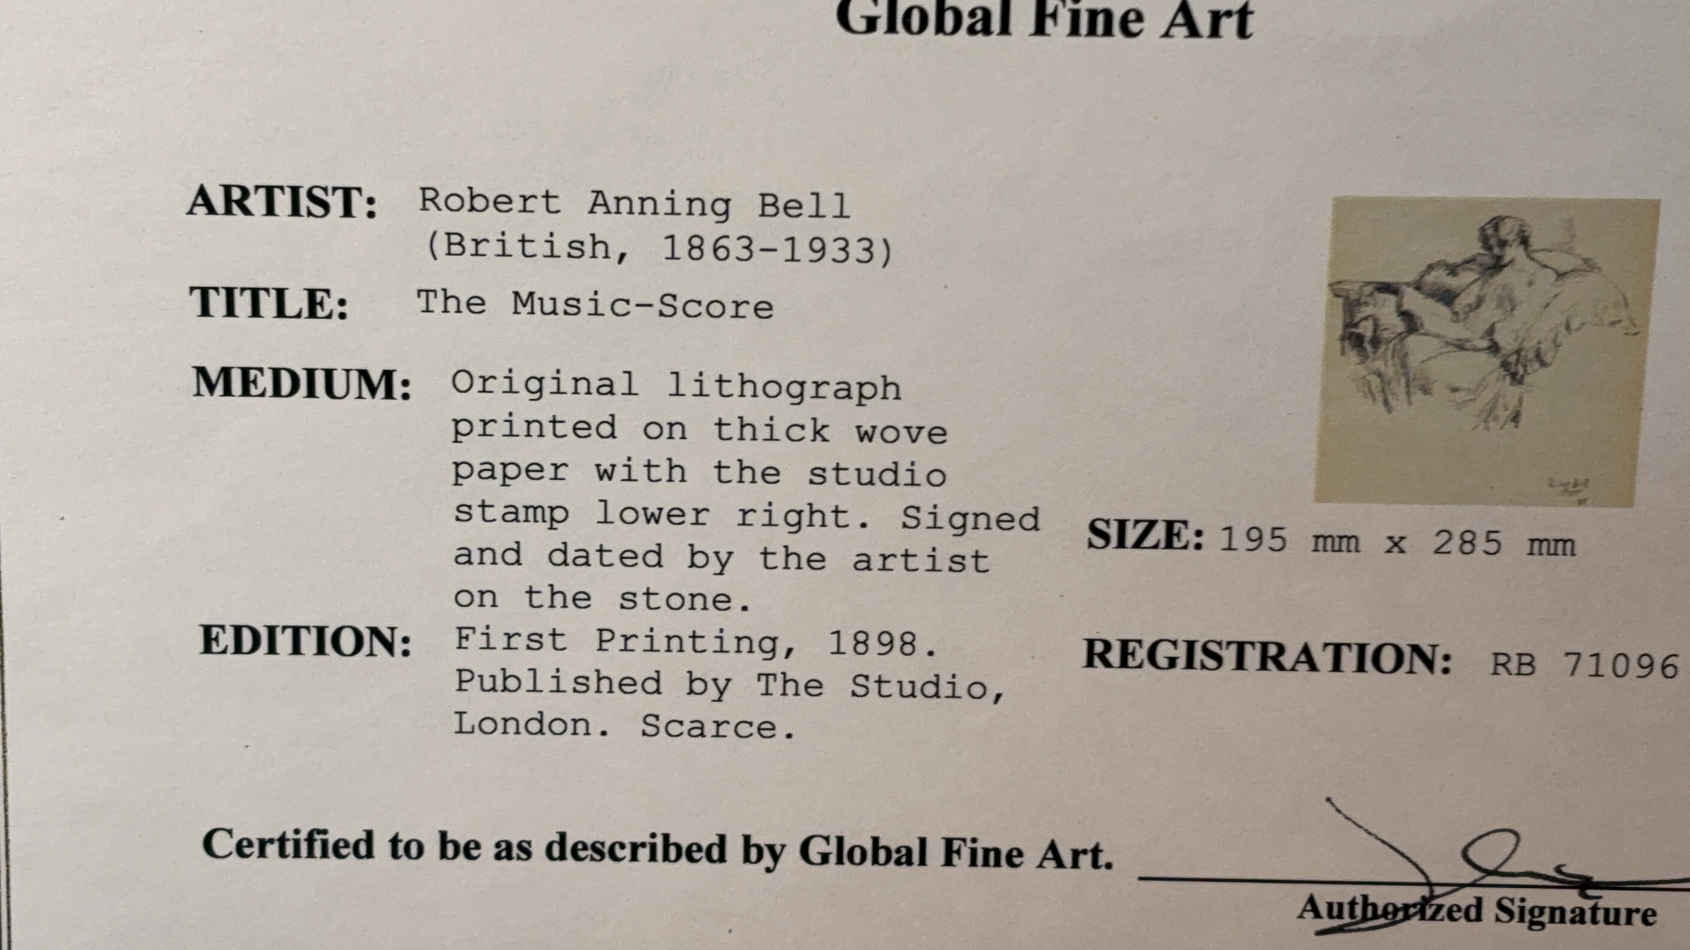 Global Fine Art
ARTIST: Robert Anning Bell
(British, 1863-1933)
TITLE: The Music-Score
MEDIUM: Original lithograph
printed on thick wove
paper with the studio
stamp lower right. Signed
and dated by the artist
on the stone.
SIZE: 195 mm x 285 mm
EDITION: First Printing, 1898.
Published by The Studio,
London. Scarce.
REGISTRATION: RB 71096
Certified to be as described by Global Fine Art.
Authorized Signature